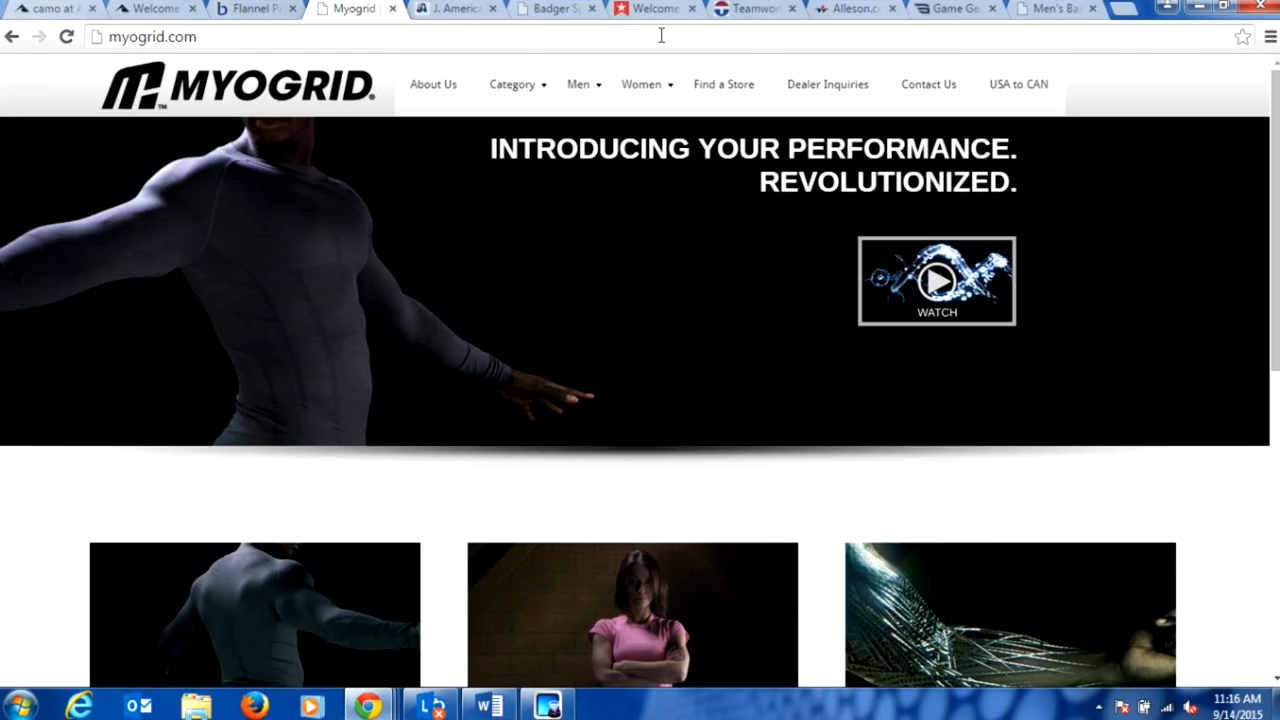 camo at
Welcome
Flannel P
Myogrid
J. America
Badger S
Welcome
Teamwor
Alleson.c
Game Ge
Men's Ba
myogrid.com
MYOGRID.
TM
About Us
Category
Men
Women
Find a Store
Dealer Inquiries
Contact Us
USA to CAN
INTRODUCING YOUR PERFORMANCE.
REVOLUTIONIZED.
WATCH
11:16 AM
9/14/2015